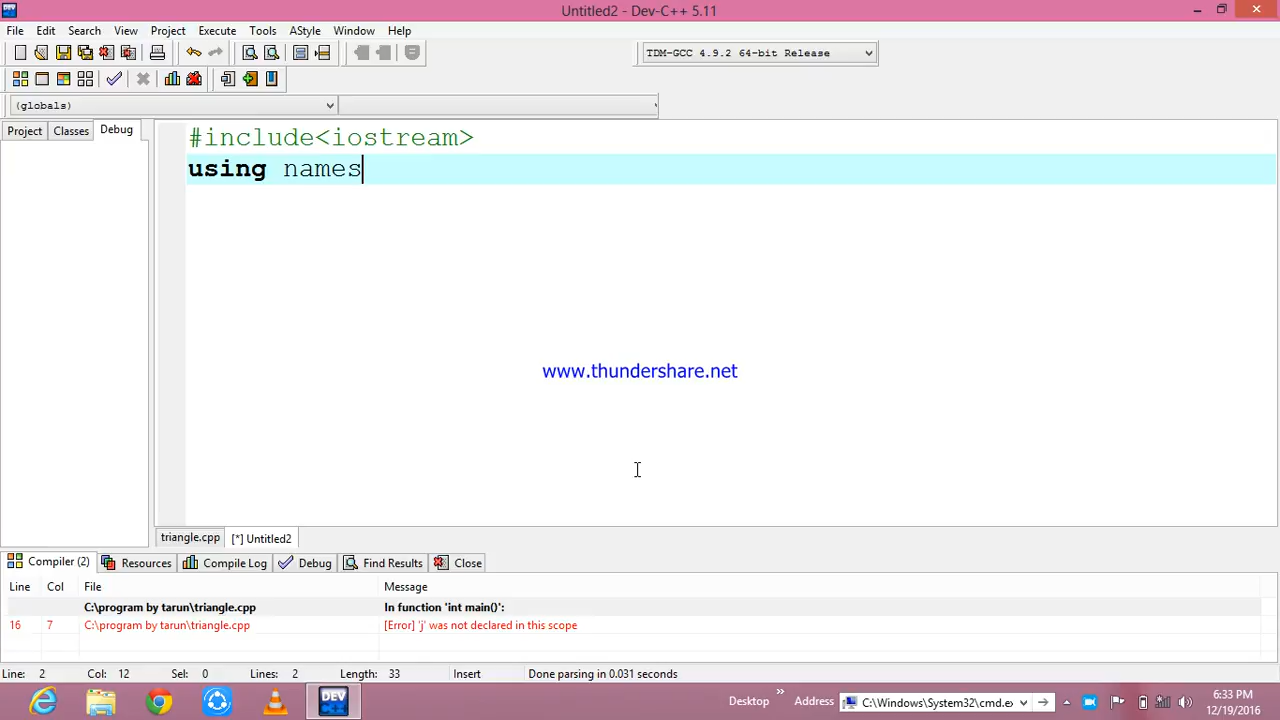 Untitled2 - Dev-C++ 5.11
File Edit Search View Project Execute Tools AStyle Window Help
TDM-GCC 4.9.2 64-bit Release
(globals)
Project Classes Debug
#include<iostream>
using names
www.thundershare.net
triangle.cpp [*] Untitled2
Compiler (2) Resources Compile Log Debug Find Results Close
Line Col File Message
C:\program by tarun\triangle.cpp In function 'int main()':
16 7 C:\program by tarun\triangle.cpp [Error] 'j' was not declared in this scope
Line: 2 Col: 12 Sel: 0 Lines: 2 Length: 33 Insert Done parsing in 0.031 seconds
DEV C++ Desktop Address C:\Windows\System32\cmd.ex 6:33 PM
12/19/2016